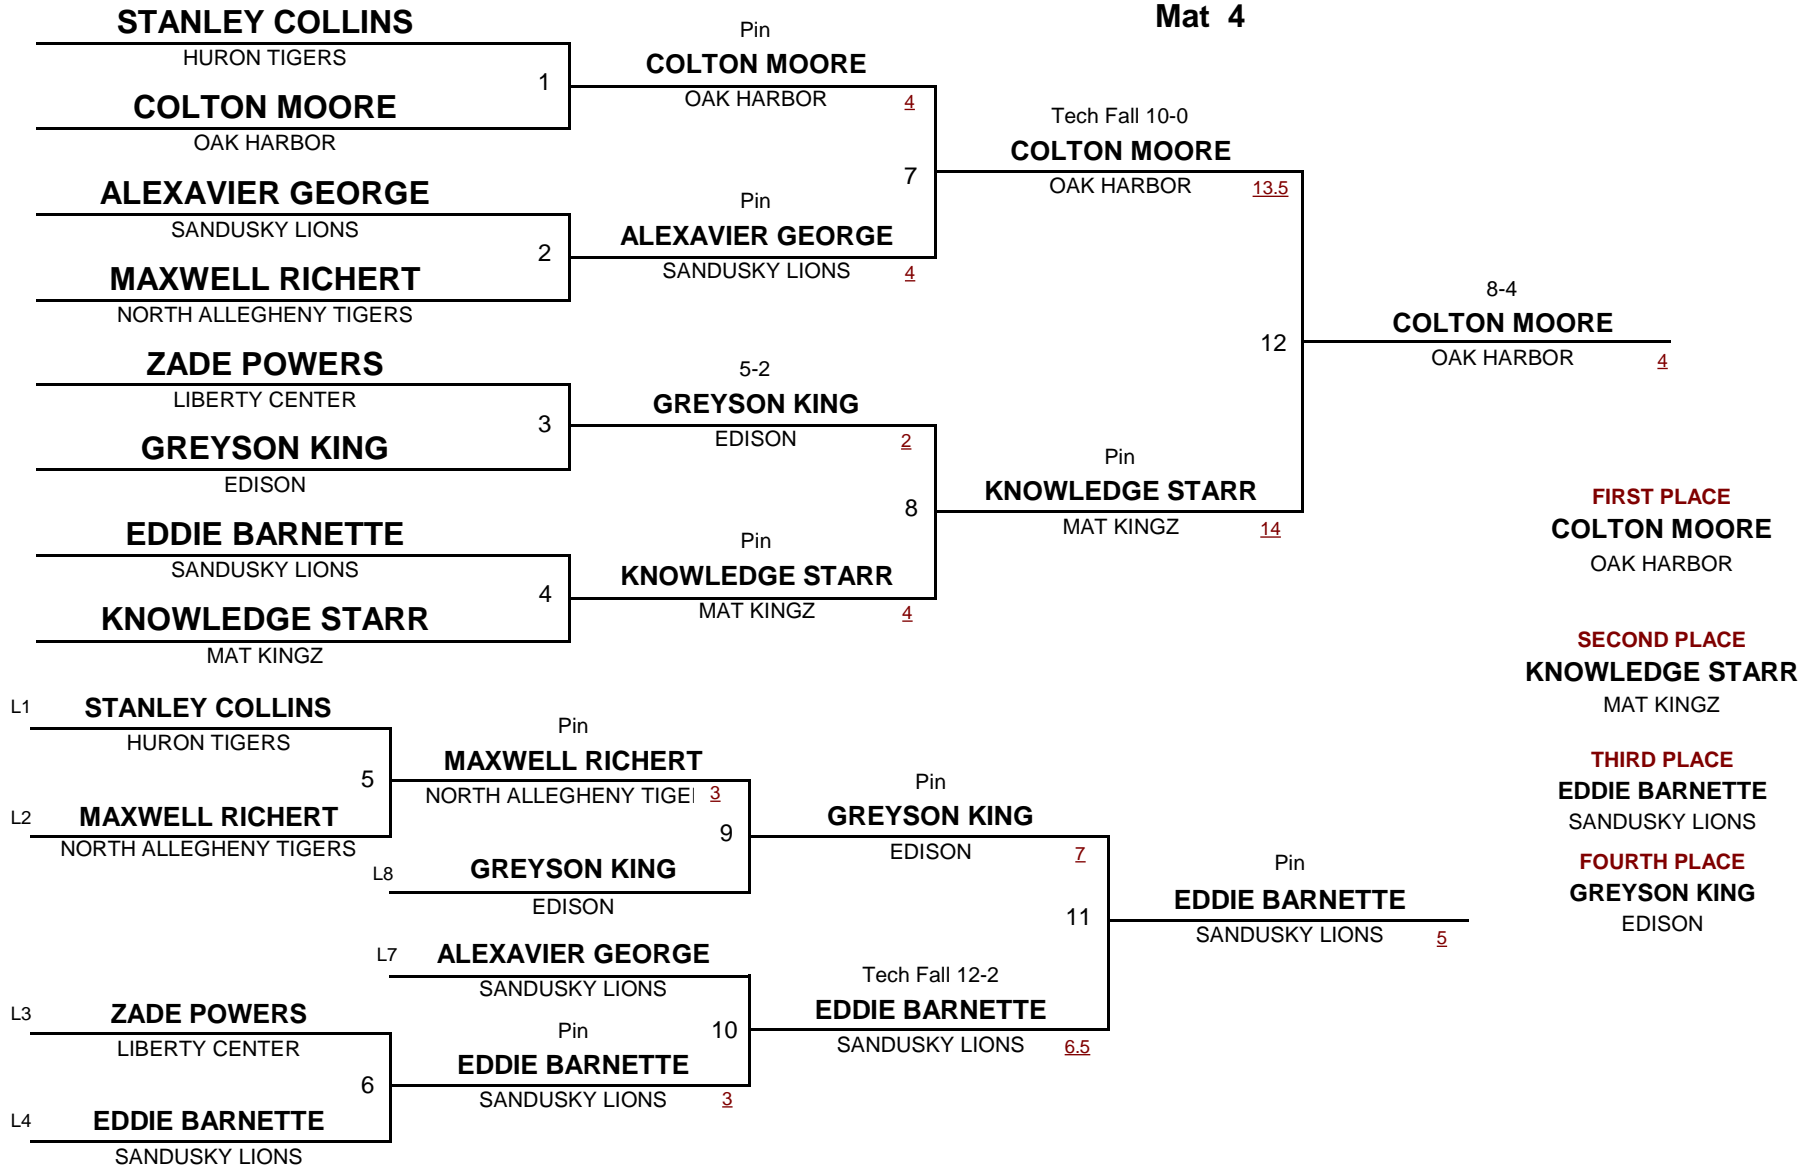 Mat 4
STANLEY COLLINS
HURON TIGERS
1
COLTON MOORE
OAK HARBOR
ALEXAVIER GEORGE
SANDUSKY LIONS
2
MAXWELL RICHERT
NORTH ALLEGHENY TIGERS
ZADE POWERS
LIBERTY CENTER
3
GREYSON KING
EDISON
EDDIE BARNETTE
SANDUSKY LIONS
4
KNOWLEDGE STARR
MAT KINGZ
Pin
COLTON MOORE
OAK HARBOR 4
7
Pin
ALEXAVIER GEORGE
SANDUSKY LIONS 4
5-2
GREYSON KING
EDISON 2
8
Pin
KNOWLEDGE STARR
MAT KINGZ 4
Tech Fall 10-0
COLTON MOORE
OAK HARBOR 13.5
12
Pin
KNOWLEDGE STARR
MAT KINGZ 14
8-4
COLTON MOORE
OAK HARBOR 4
FIRST PLACE
COLTON MOORE
OAK HARBOR
SECOND PLACE
KNOWLEDGE STARR
MAT KINGZ
THIRD PLACE
EDDIE BARNETTE
SANDUSKY LIONS
FOURTH PLACE
GREYSON KING
EDISON
L1 STANLEY COLLINS
HURON TIGERS
5
L2 MAXWELL RICHERT
NORTH ALLEGHENY TIGERS
L3 ZADE POWERS
LIBERTY CENTER
6
L4 EDDIE BARNETTE
SANDUSKY LIONS
Pin
MAXWELL RICHERT
NORTH ALLEGHENY TIGE 3
9
L8 GREYSON KING
EDISON
L7 ALEXAVIER GEORGE
SANDUSKY LIONS
10
Pin
EDDIE BARNETTE
SANDUSKY LIONS 3
Pin
GREYSON KING
EDISON 7
11
Tech Fall 12-2
EDDIE BARNETTE
SANDUSKY LIONS 6.5
Pin
EDDIE BARNETTE
SANDUSKY LIONS 5